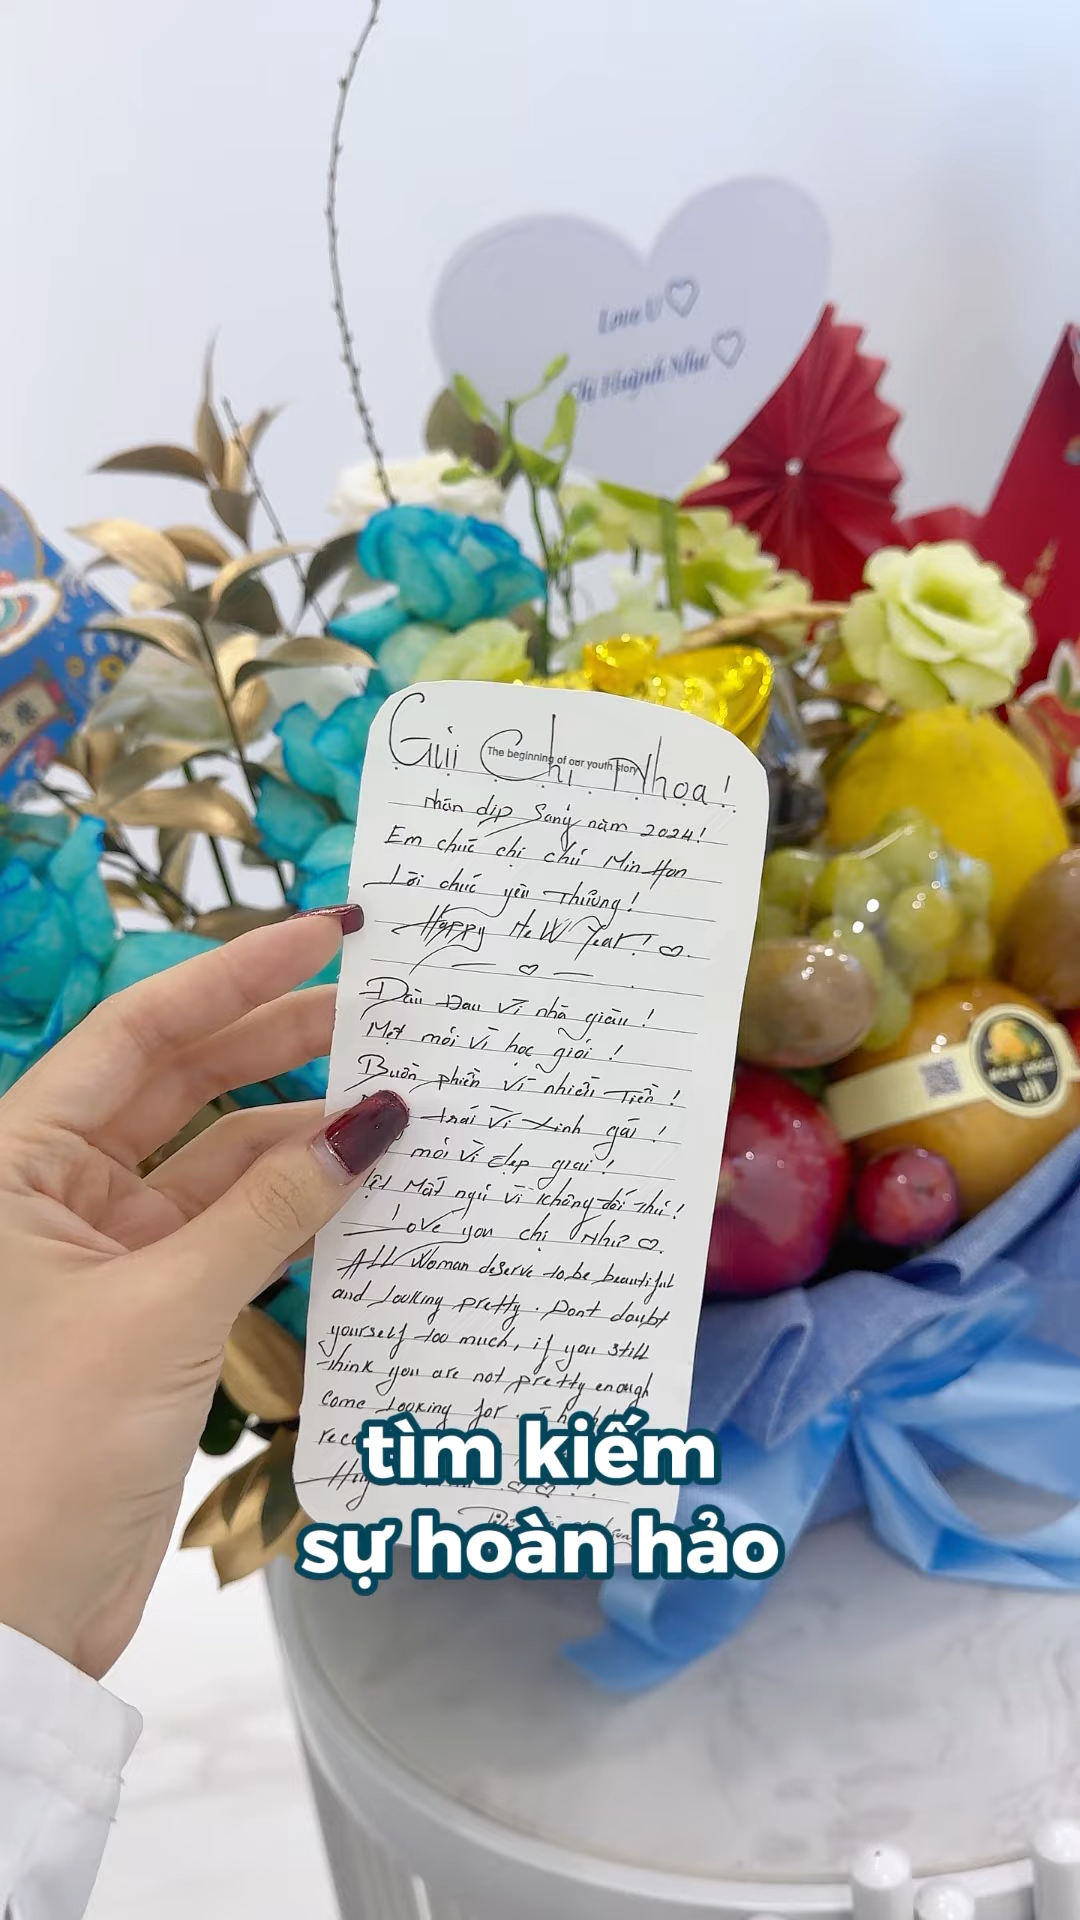 Love U
Chị Huỳnh Như
Gửi Chị Nhọa!
The beginning of our youth story
nhân dịp Sang năm 2024!
Em chúc chị chú Min Hon
Lời chúc yêu Thương!
Happy NeW Year!
Đau Đầu Vì nhà giàu!
Mệt mỏi Vì học giỏi!
Buồn phiền vì nhiều Tiền!
trái Vì xinh gái!
mỏi Vì đẹp giai!
Mất ngủ Vì không đối thủ!
Love you chị Như
All Woman deserve to be beautiful
and looking pretty. Dont doubt
yourself too much, if you still
think you are not pretty enough
Come Looking for
tìm kiếm
sự hoàn hảo